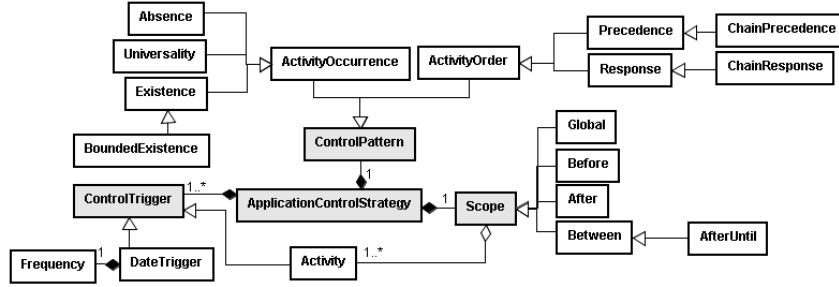 Absence
Universality
Existence
BoundedExistence
ActivityOccurrence
ActivityOrder
Precedence
ChainPrecedence
Response
ChainResponse
ControlPattern
1
1..*
ControlTrigger
ApplicationControlStrategy
1
Scope
Global
Before
After
Between
AfterUntil
Frequency
1
DateTrigger
Activity
1..*